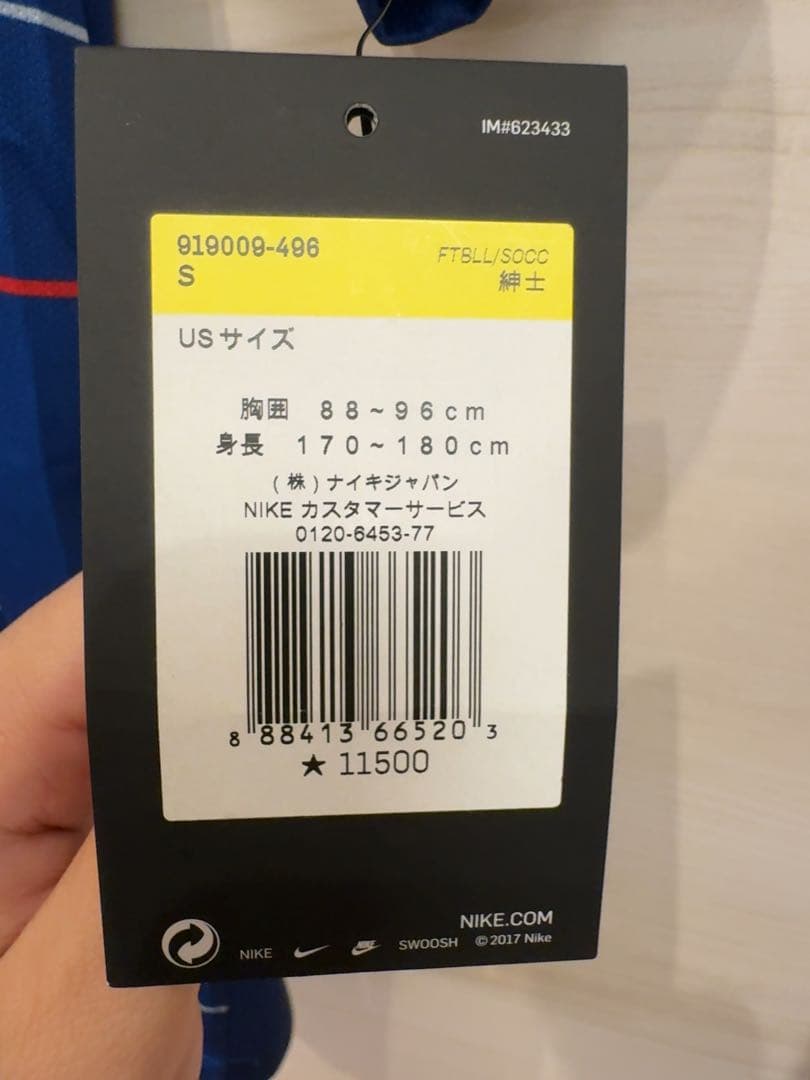 IM#623433
919009-496
FTBLL/SOCC
S
紳士
USサイズ
胸囲 88~96cm
身長 170~180cm
(株)ナイキジャパン
NIKE カスタマーサービス
0120-6453-77
8 88413 66520 3
★ 11500
NIKE.COM
NIKE NIKE SWOOSH ©2017 Nike